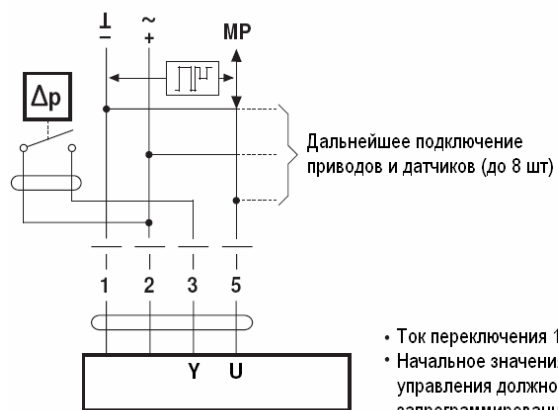 ⊥ ~
− + MP
Δp
Дальнейшее подключение
приводов и датчиков (до 8 шт)
1 2 3 5
Y U
• Ток переключения 1
• Начальное значени
управления должно